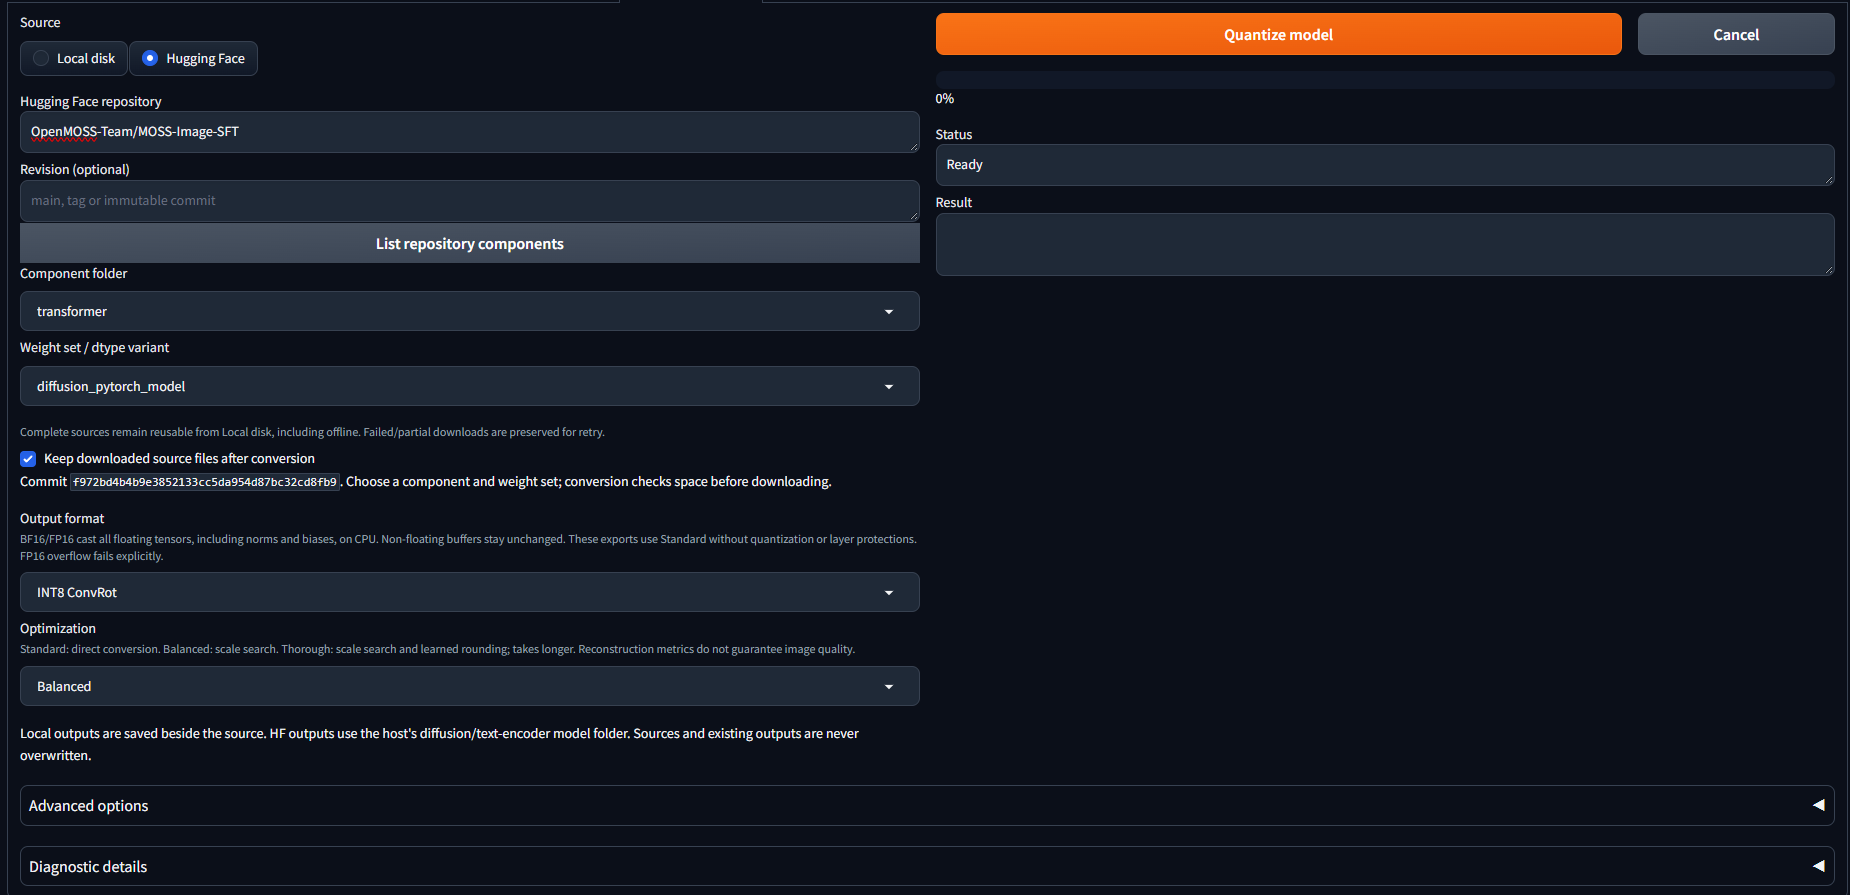 Source
Local disk
Hugging Face
Hugging Face repository
OpenMOSS-Team/MOSS-Image-SFT
Revision (optional)
main, tag or immutable commit
List repository components
Component folder
transformer
Weight set / dtype variant
diffusion_pytorch_model
Complete sources remain reusable from Local disk, including offline. Failed/partial downloads are preserved for retry.
Keep downloaded source files after conversion
Commit f972bd4b4b9e3852133cc5da954d87bc32cd8fb9. Choose a component and weight set; conversion checks space before downloading.
Output format
BF16/FP16 cast all floating tensors, including norms and biases, on CPU. Non-floating buffers stay unchanged. These exports use Standard without quantization or layer protections.
FP16 overflow fails explicitly.
INT8 ConvRot
Optimization
Standard: direct conversion. Balanced: scale search. Thorough: scale search and learned rounding; takes longer. Reconstruction metrics do not guarantee image quality.
Balanced
Local outputs are saved beside the source. HF outputs use the host's diffusion/text-encoder model folder. Sources and existing outputs are never
overwritten.
Quantize model
Cancel
0%
Status
Ready
Result
Advanced options
Diagnostic details